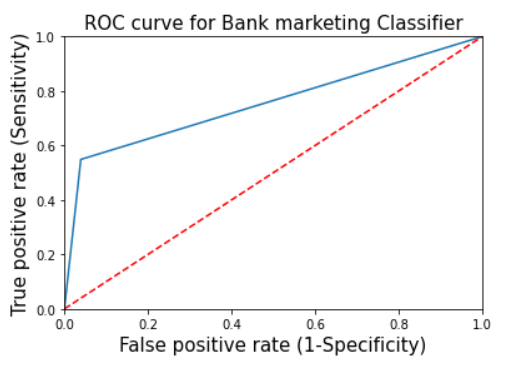 ROC curve for Bank marketing Classifier
True positive rate (Sensitivity)
1.0
0.8
0.6
0.4
0.2
0.0
0.0 0.2 0.4 0.6 0.8 1.0
False positive rate (1-Specificity)